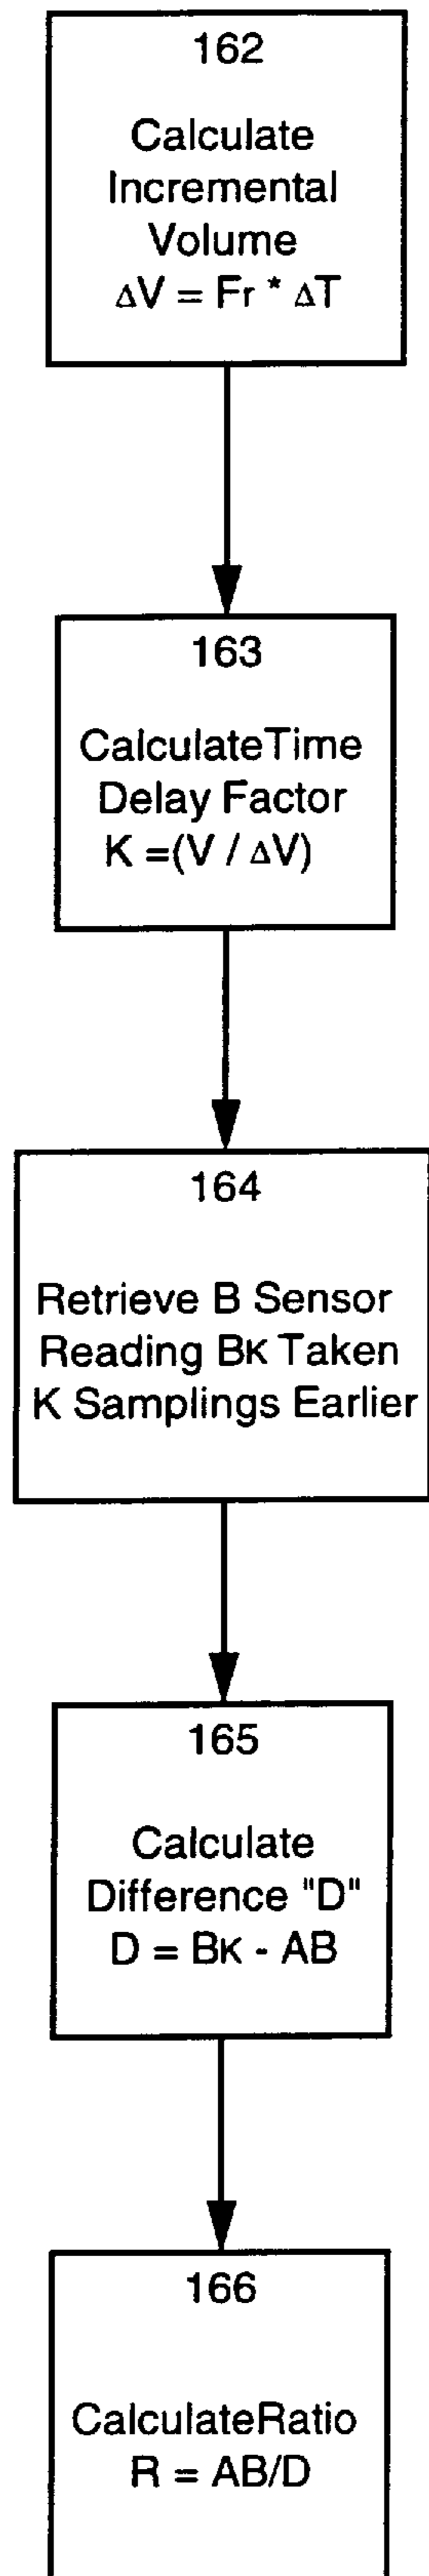 162
Calculate
Incremental
Volume
ΔV = Fr * ΔT
163
CalculateTime
Delay Factor
K =(V / ΔV)
164
Retrieve B Sensor
Reading BK Taken
K Samplings Earlier
165
Calculate
Difference "D"
D = BK - AB
166
CalculateRatio
R = AB/D